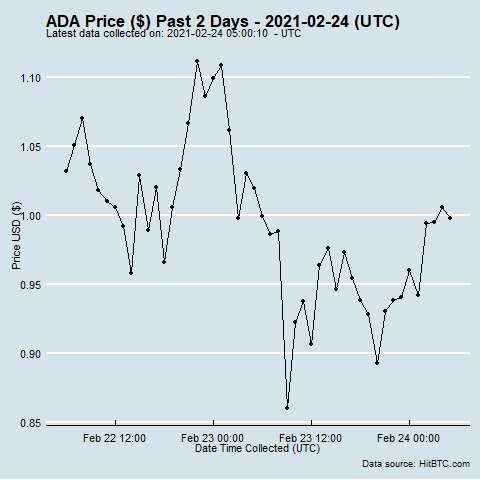 ADA Price ($) Past 2 Days - 2021-02-24 (UTC)
Latest data collected on: 2021-02-24 05:00:10  - UTC
1.10
1.05
1.00
0.95
0.90
0.85
Price USD ($)
Feb 22 12:00
Feb 23 00:00
Feb 23 12:00
Feb 24 00:00
Date Time Collected (UTC)
Data source: HitBTC.com